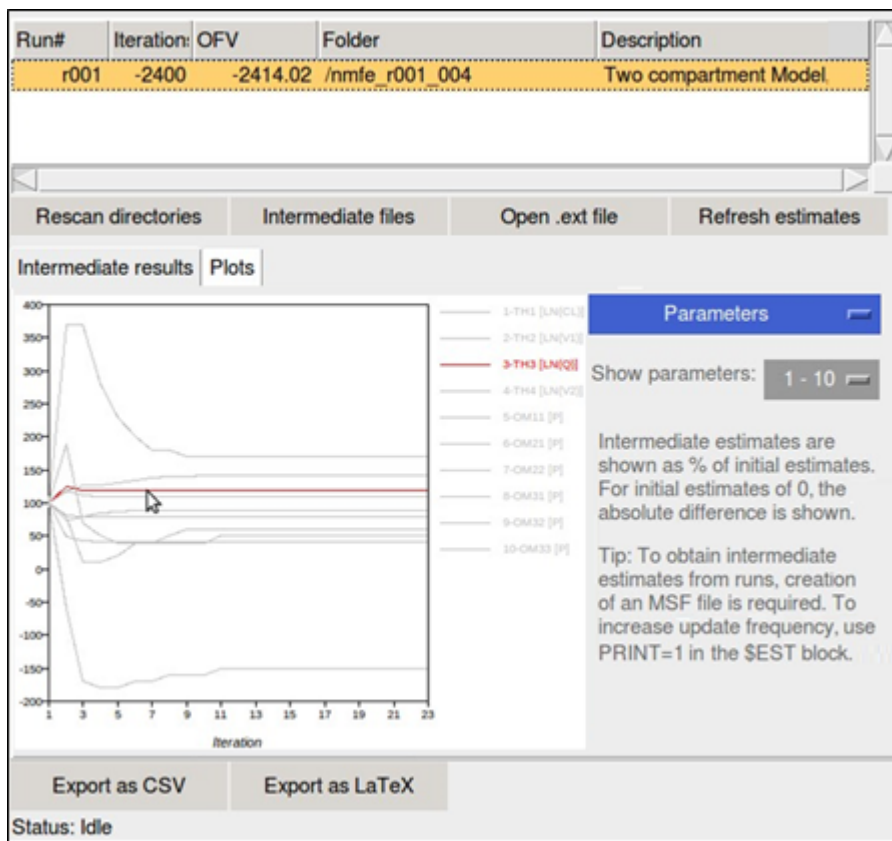 Run# Iteration: OFV Folder Description
r001 -2400 -2414.02 /nmfe_r001_004 Two compartment Model,
Rescan directories Intermediate files Open .ext file Refresh estimates
Intermediate results Plots
400
350
300
250
200
150
100
50
0
-50
-100
-150
-200
1 3 5 7 9 11 13 15 17 19 21 23
Iteration
1-TH1 [LN(CL)]
2-TH2 [LN(V1)]
3-TH3 [LN(Q)]
4-TH4 [LN(V2)]
5-OM11 [P]
6-OM21 [P]
7-OM22 [P]
8-OM31 [P]
9-OM32 [P]
10-OM33 [P]
Parameters
Show parameters: 1 - 10
Intermediate estimates are
shown as % of initial estimates.
For initial estimates of 0, the
absolute difference is shown.
Tip: To obtain intermediate
estimates from runs, creation
of an MSF file is required. To
increase update frequency, use
PRINT=1 in the $EST block.
Export as CSV Export as LaTeX
Status: Idle